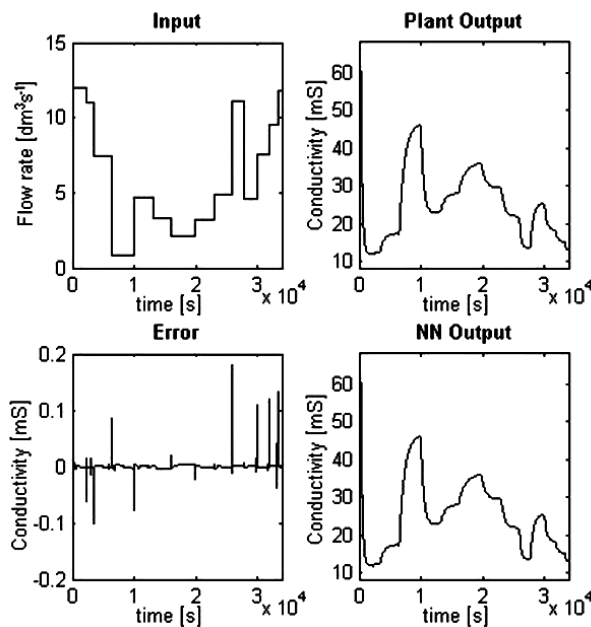 Input
Plant Output
Flow rate [dm³s⁻¹]
15
10
5
0
0
1
2
3
x 10⁴
time [s]
Conductivity [mS]
60
50
40
30
20
10
0
1
2
3
x 10⁴
time [s]
Error
NN Output
Conductivity [mS]
0.2
0.1
0
-0.1
-0.2
0
1
2
3
x 10⁴
time [s]
Conductivity [mS]
60
50
40
30
20
10
0
1
2
3
x 10⁴
time [s]